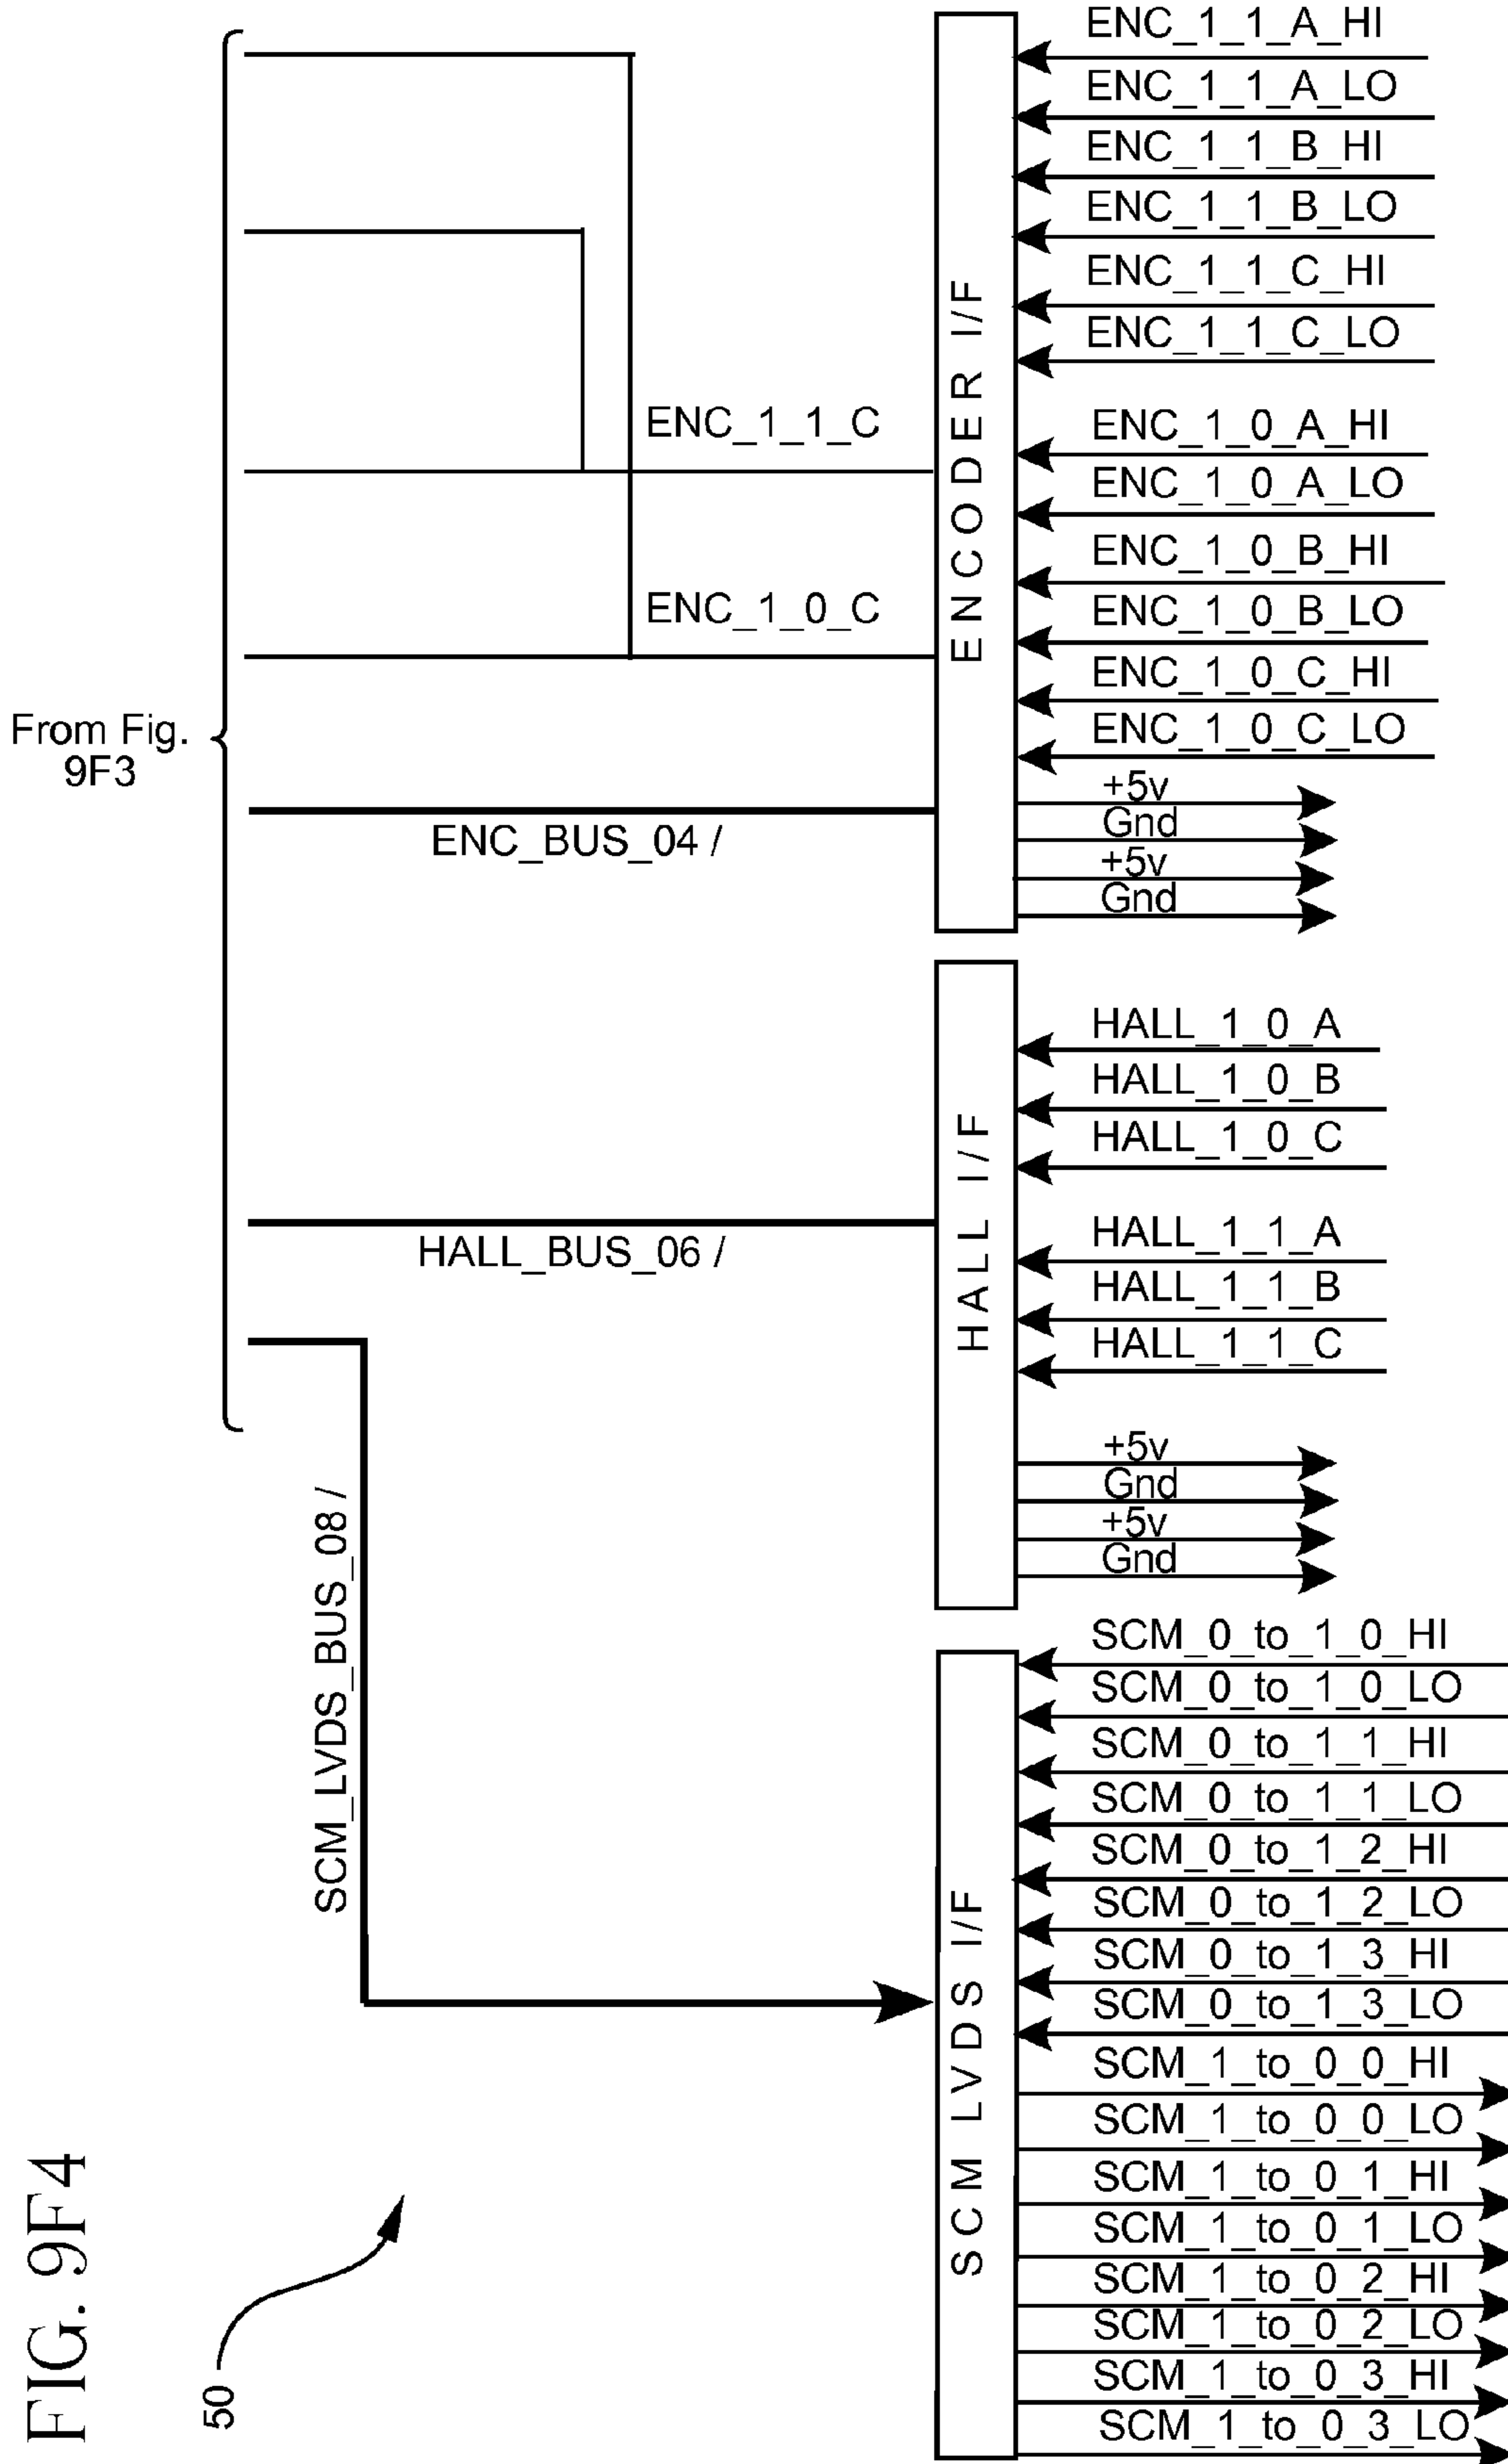 From Fig.
9F3
ENC_1_1_C
ENC_1_0_C
ENC_BUS_04 /
HALL_BUS_06 /
SCM_LVDS_BUS_08 /
ENCODER I/F
ENC_1_1_A_HI
ENC_1_1_A_LO
ENC_1_1_B_HI
ENC_1_1_B_LO
ENC_1_1_C_HI
ENC_1_1_C_LO
ENC_1_0_A_HI
ENC_1_0_A_LO
ENC_1_0_B_HI
ENC_1_0_B_LO
ENC_1_0_C_HI
ENC_1_0_C_LO
+5v
Gnd
+5v
Gnd
HALL I/F
HALL_1_0_A
HALL_1_0_B
HALL_1_0_C
HALL_1_1_A
HALL_1_1_B
HALL_1_1_C
+5v
Gnd
+5v
Gnd
SCM LVDS I/F
SCM_0_to_1_0_HI
SCM_0_to_1_0_LO
SCM_0_to_1_1_HI
SCM_0_to_1_1_LO
SCM_0_to_1_2_HI
SCM_0_to_1_2_LO
SCM_0_to_1_3_HI
SCM_0_to_1_3_LO
SCM_1_to_0_0_HI
SCM_1_to_0_0_LO
SCM_1_to_0_1_HI
SCM_1_to_0_1_LO
SCM_1_to_0_2_HI
SCM_1_to_0_2_LO
SCM_1_to_0_3_HI
SCM_1_to_0_3_LO
50
FIG. 9F4